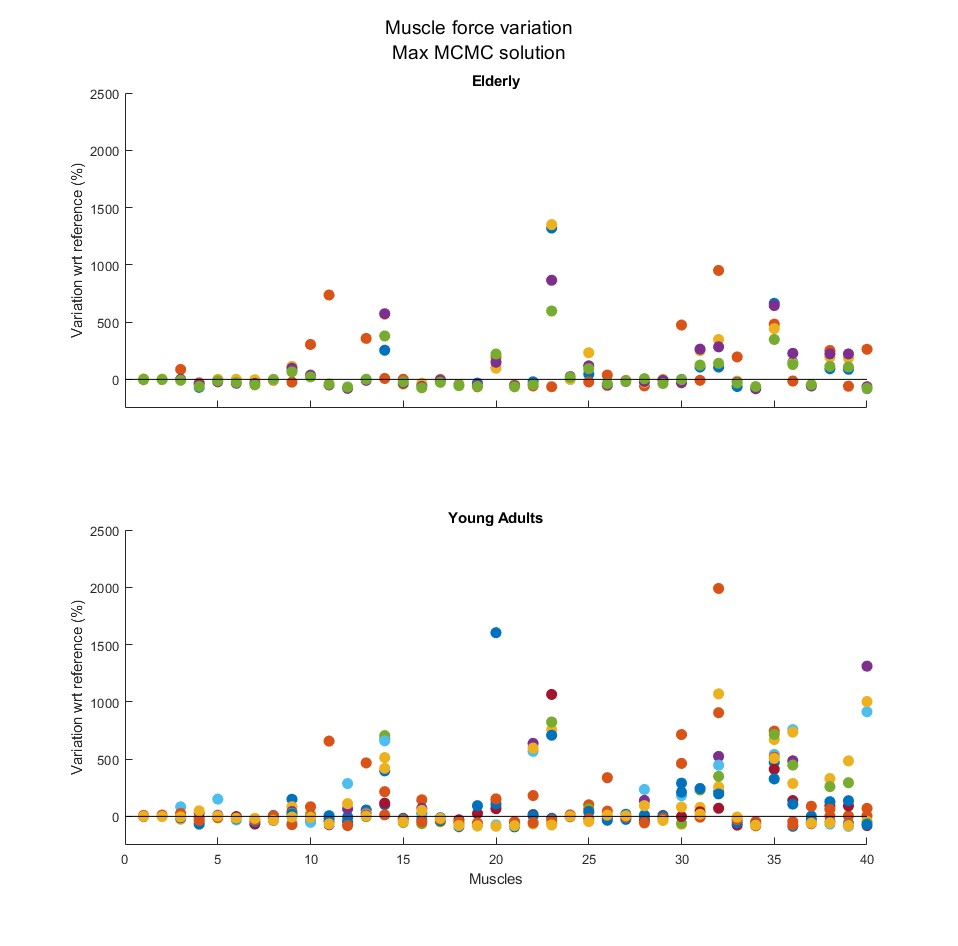 Muscle force variation
Max MCMC solution
Elderly
2500
2000
1500
1000
500
0
Variation wrt reference (%)
Young Adults
2500
2000
1500
1000
500
0
Variation wrt reference (%)
0 5 10 15 20 25 30 35 40
Muscles